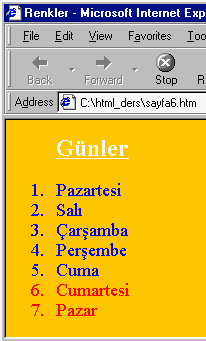 Renkler - Microsoft Internet Exp
File Edit View Favorites Too
Back Forward Stop R
Address C:\html_ders\sayfa6.htm
Günler
1. Pazartesi
2. Salı
3. Çarşamba
4. Perşembe
5. Cuma
6. Cumartesi
7. Pazar